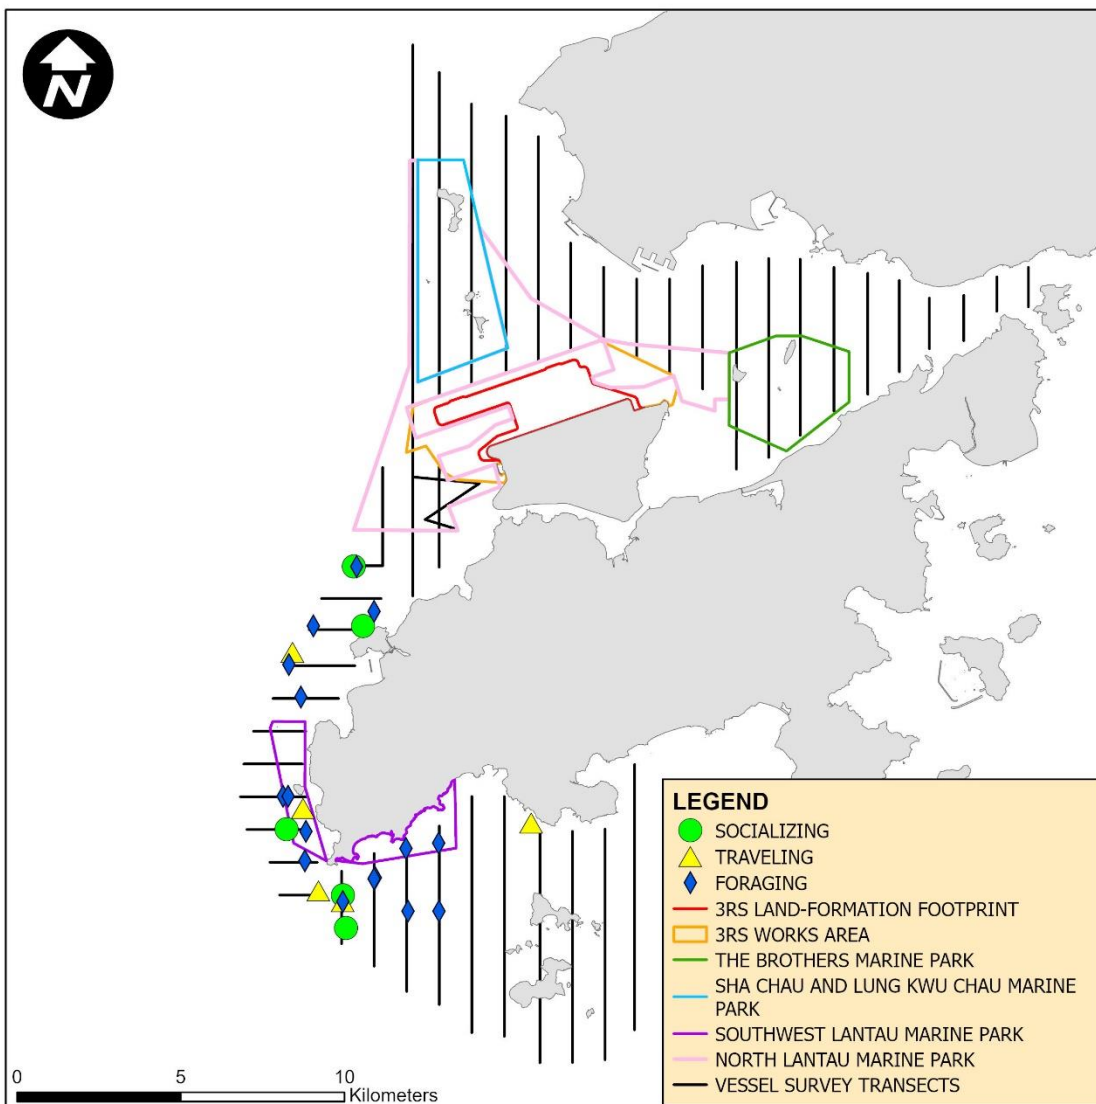 N
LEGEND
SOCIALIZING
TRAVELING
FORAGING
3RS LAND-FORMATION FOOTPRINT
3RS WORKS AREA
THE BROTHERS MARINE PARK
SHA CHAU AND LUNG KWU CHAU MARINE
PARK
SOUTHWEST LANTAU MARINE PARK
NORTH LANTAU MARINE PARK
VESSEL SURVEY TRANSECTS
0 5 10
Kilometers